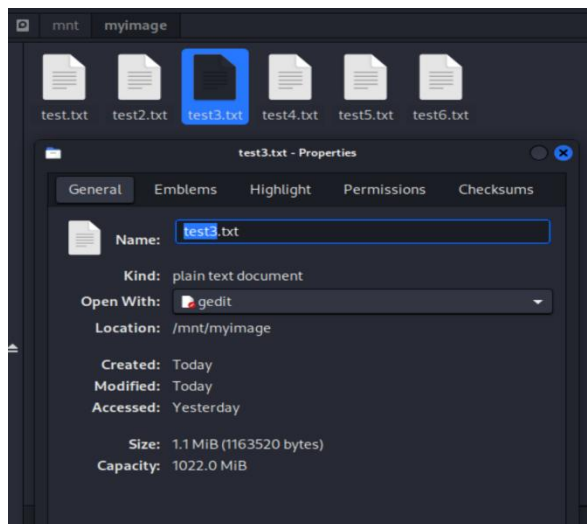 mnt myimage
test.txt test2.txt test3.txt test4.txt test5.txt test6.txt
test3.txt - Properties
General Emblems Highlight Permissions Checksums
Name: test3.txt
Kind: plain text document
Open With: gedit
Location: /mnt/myimage
Created: Today
Modified: Today
Accessed: Yesterday
Size: 1.1 MiB (1163520 bytes)
Capacity: 1022.0 MiB